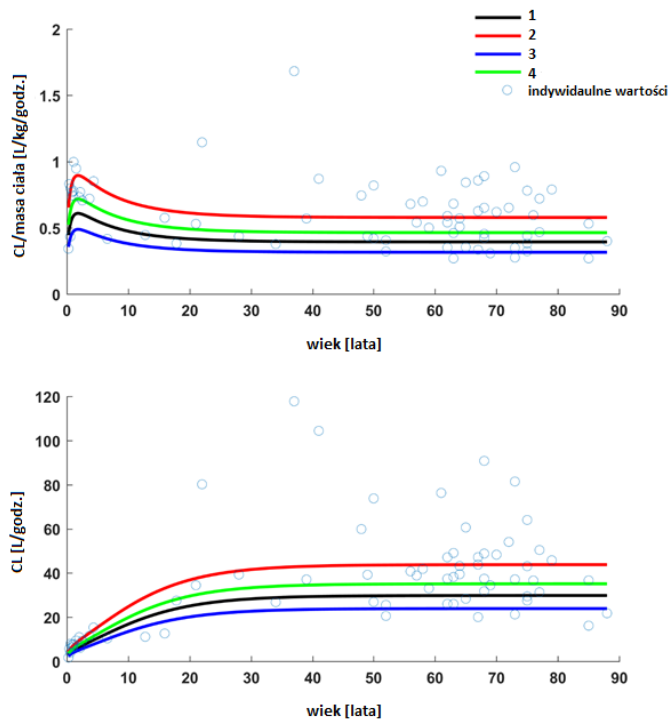 2
1
2
3
4
indywidaulne wartości
CL/masa ciała [L/kg/godz.]
1.5
1
0.5
0
0 10 20 30 40 50 60 70 80 90
wiek [lata]
120
100
80
60
40
20
0
CL [L/godz.]
0 10 20 30 40 50 60 70 80 90
wiek [lata]